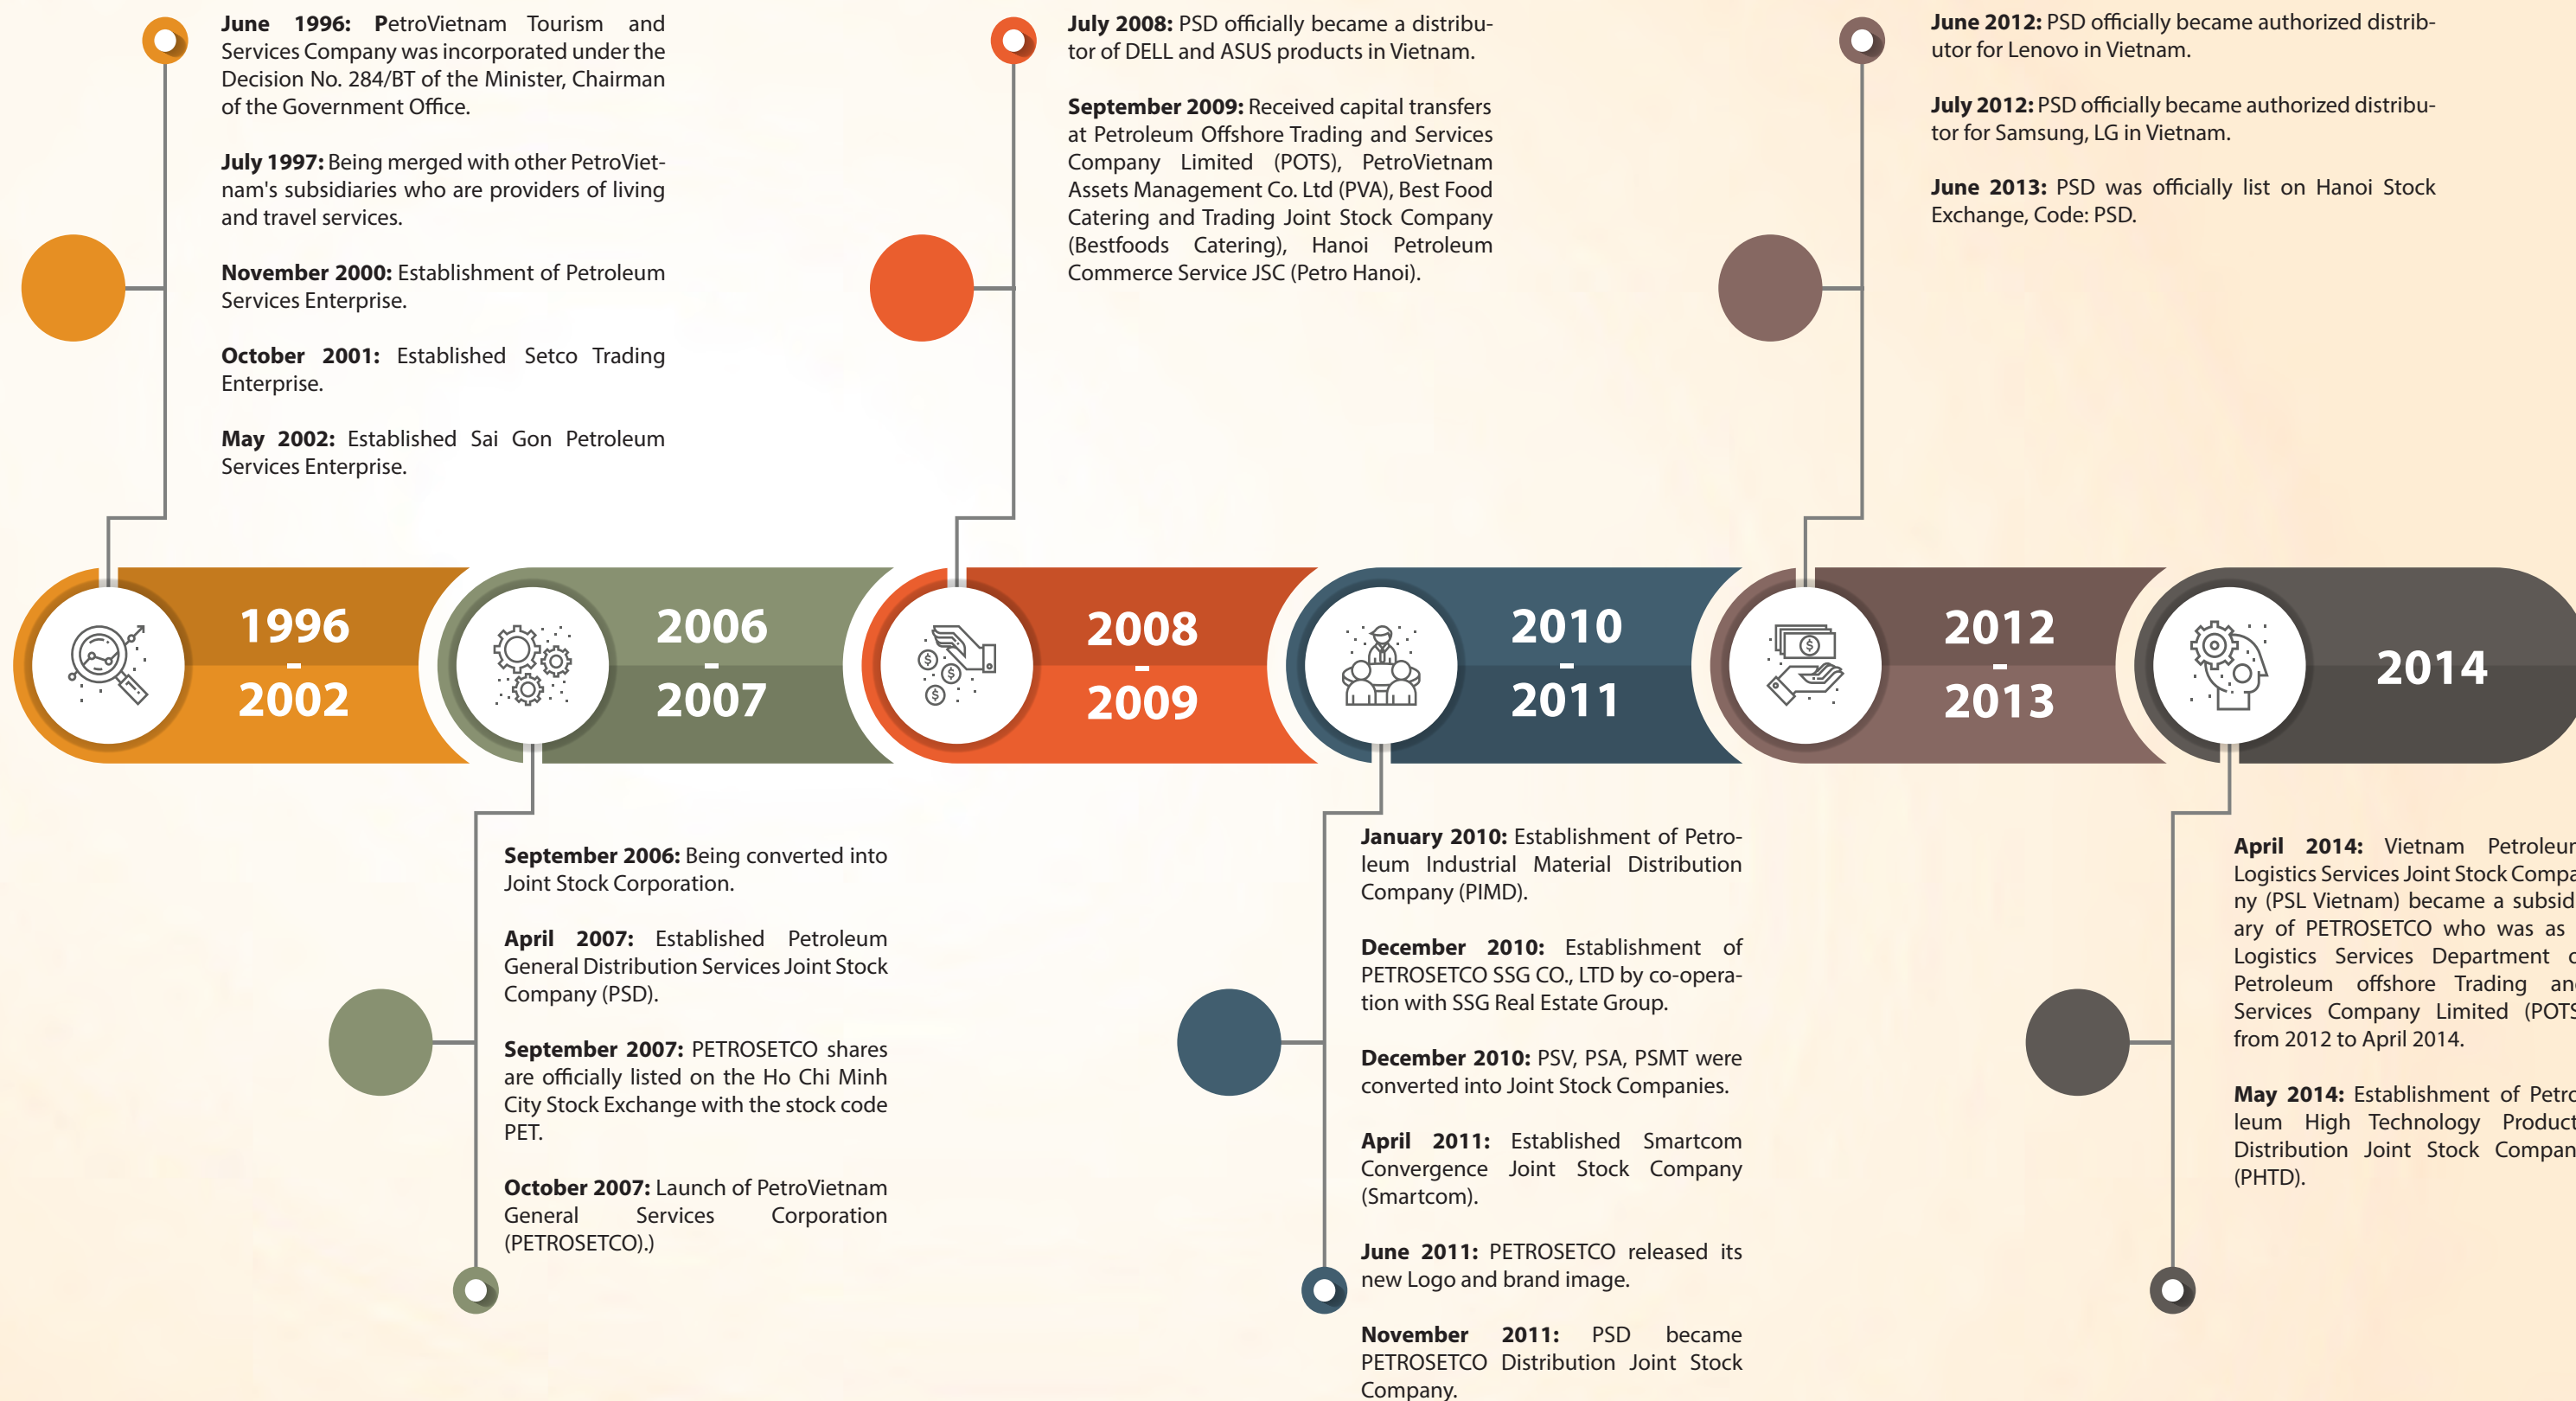 June 1996: PetroVietnam Tourism and
Services Company was incorporated under the
Decision No. 284/BT of the Minister, Chairman
of the Government Office.
July 1997: Being merged with other PetroViet-
nam's subsidiaries who are providers of living
and travel services.
November 2000: Establishment of Petroleum
Services Enterprise.
October 2001: Established Setco Trading
Enterprise.
May 2002: Established Sai Gon Petroleum
Services Enterprise.
July 2008: PSD officially became a distribu-
tor of DELL and ASUS products in Vietnam.
September 2009: Received capital transfers
at Petroleum Offshore Trading and Services
Company Limited (POTS), PetroVietnam
Assets Management Co. Ltd (PVA), Best Food
Catering and Trading Joint Stock Company
(Bestfoods Catering), Hanoi Petroleum
Commerce Service JSC (Petro Hanoi).
June 2012: PSD officially became authorized distrib-
utor for Lenovo in Vietnam.
July 2012: PSD officially became authorized distribu-
tor for Samsung, LG in Vietnam.
June 2013: PSD was officially list on Hanoi Stock
Exchange, Code: PSD.
1996
-
2002
2006
-
2007
2008
-
2009
2010
-
2011
2012
-
2013
2014
September 2006: Being converted into
Joint Stock Corporation.
April 2007: Established Petroleum
General Distribution Services Joint Stock
Company (PSD).
September 2007: PETROSETCO shares
are officially listed on the Ho Chi Minh
City Stock Exchange with the stock code
PET.
October 2007: Launch of PetroVietnam
General Services Corporation
(PETROSETCO).)
January 2010: Establishment of Petro-
leum Industrial Material Distribution
Company (PIMD).
December 2010: Establishment of
PETROSETCO SSG CO., LTD by co-opera-
tion with SSG Real Estate Group.
December 2010: PSV, PSA, PSMT were
converted into Joint Stock Companies.
April 2011: Established Smartcom
Convergence Joint Stock Company
(Smartcom).
June 2011: PETROSETCO released its
new Logo and brand image.
November 2011: PSD became
PETROSETCO Distribution Joint Stock
Company.
April 2014: Vietnam Petroleum
Logistics Services Joint Stock Compa
ny (PSL Vietnam) became a subsid
ary of PETROSETCO who was as
Logistics Services Department
Petroleum offshore Trading and
Services Company Limited (POTS
from 2012 to April 2014.
May 2014: Establishment of Petro
leum High Technology Product
Distribution Joint Stock Compan
(PHTD).